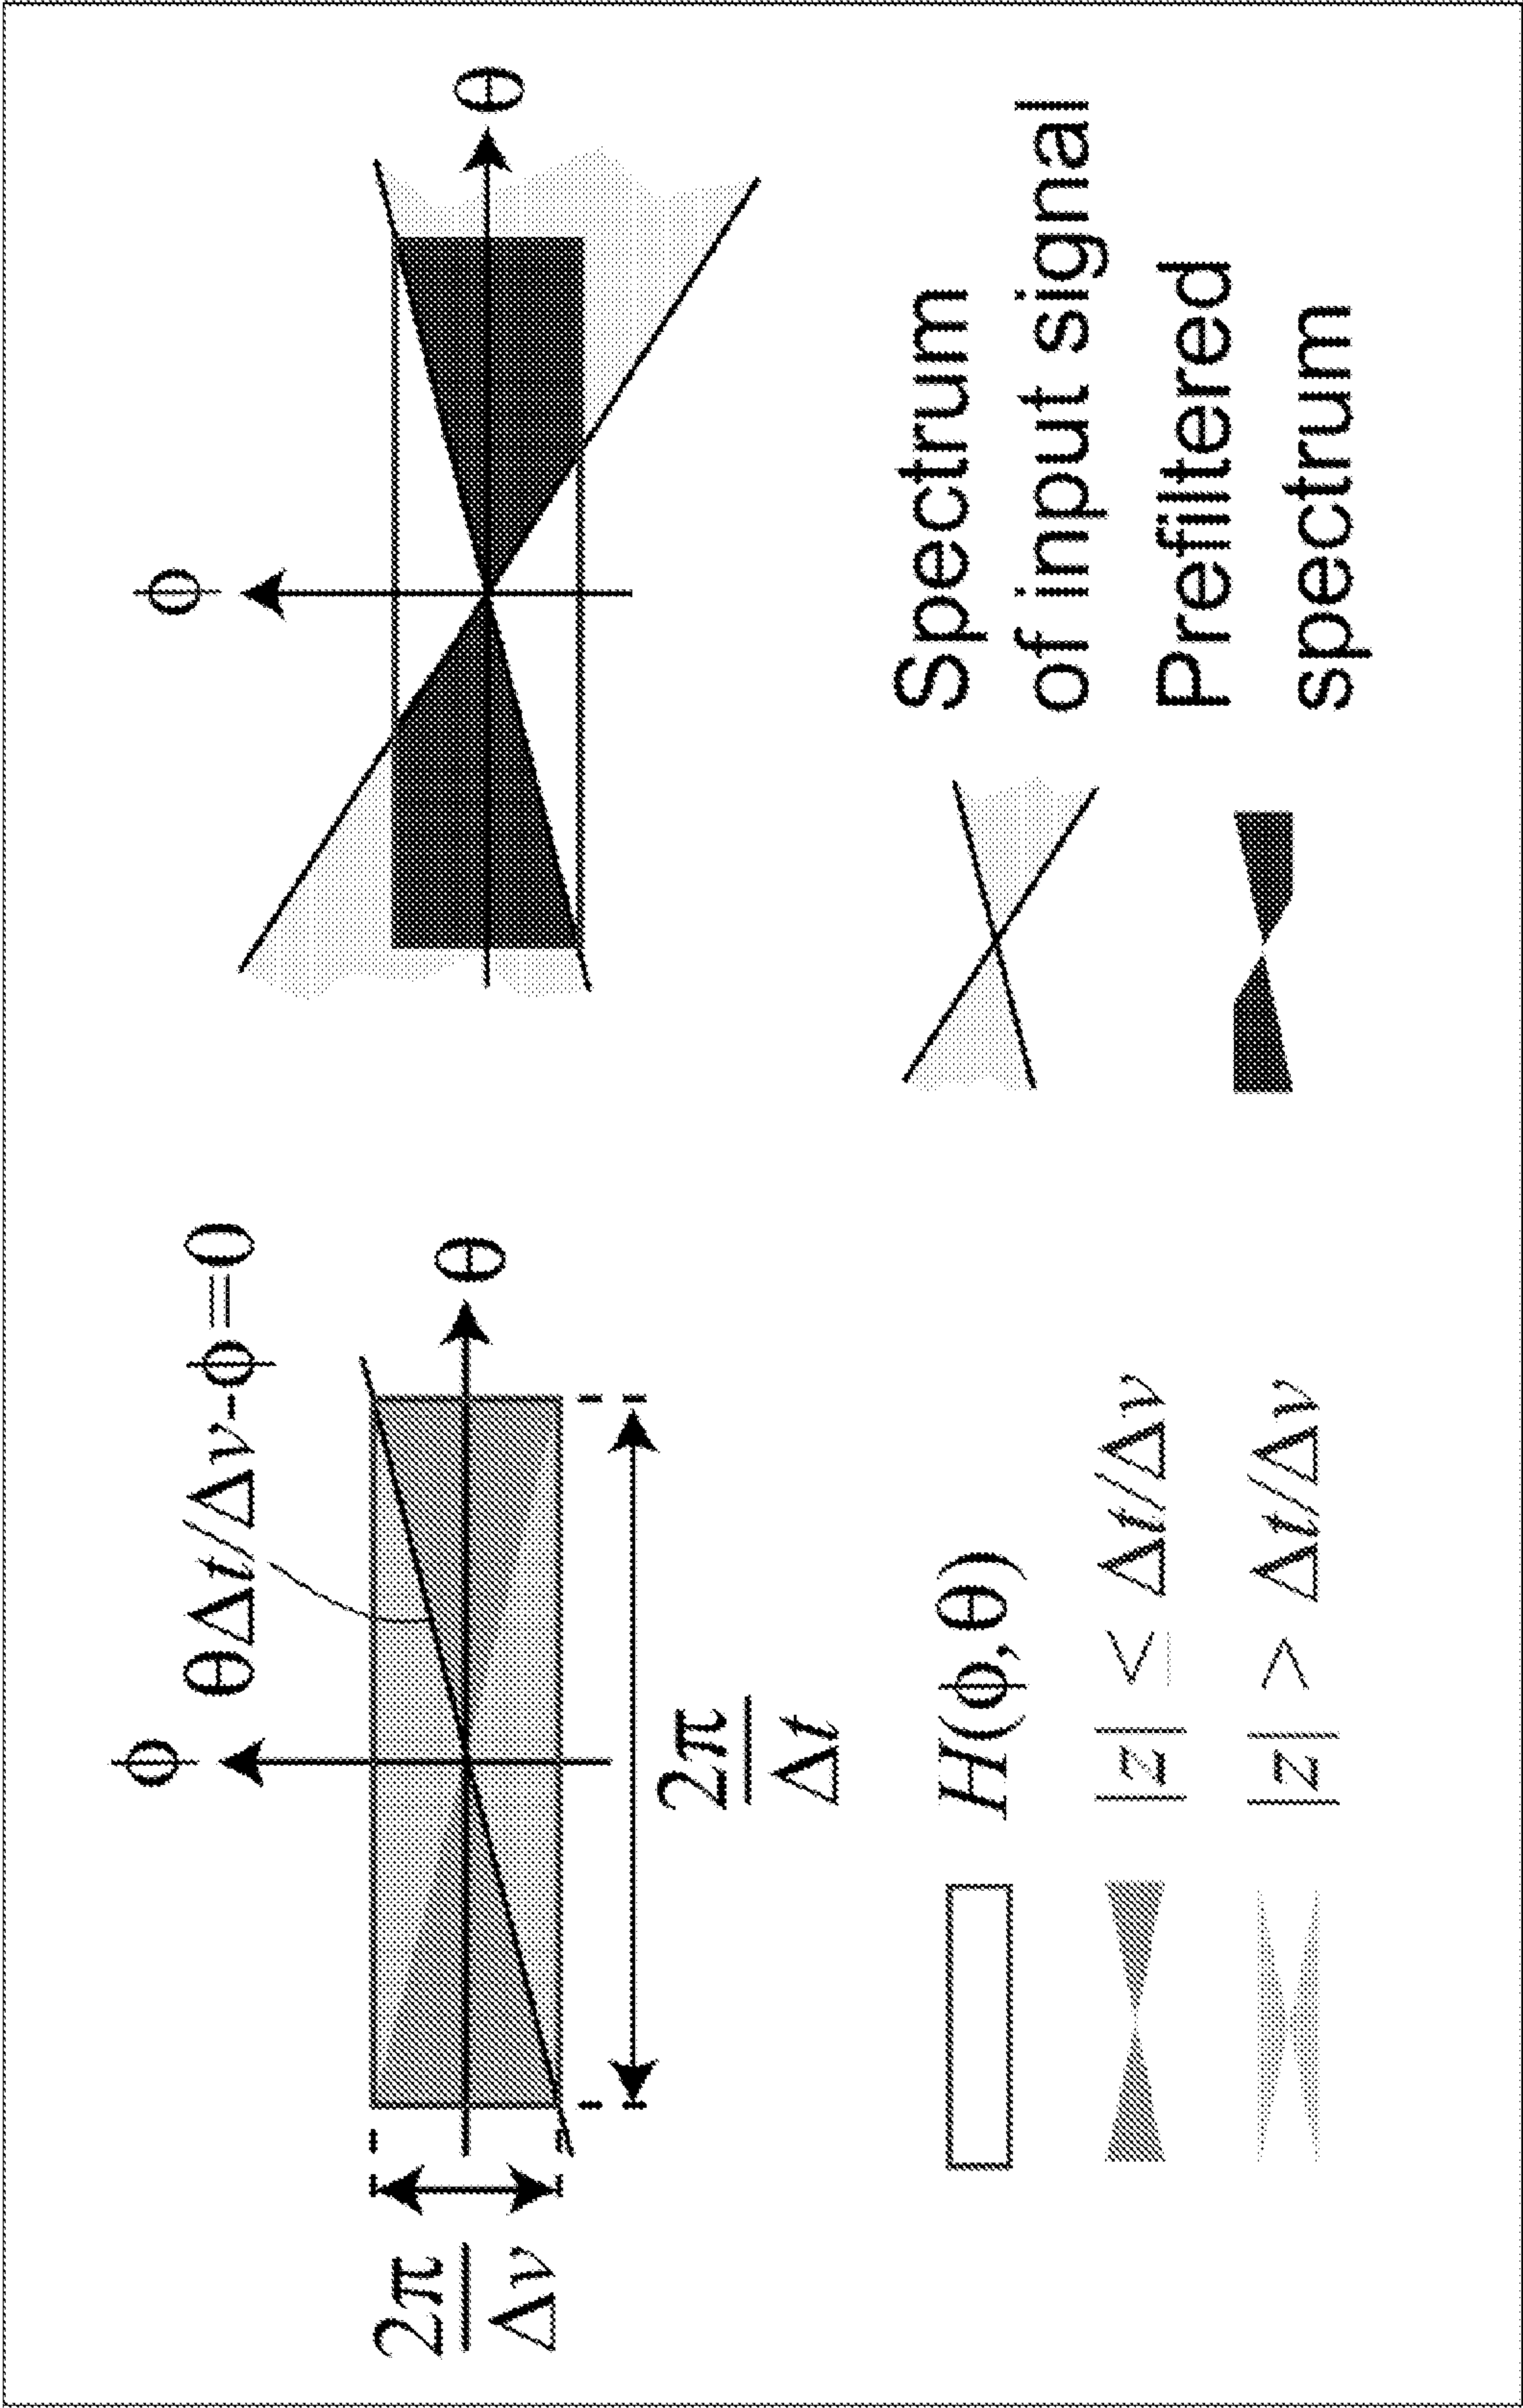 ϕ
θΔt/Δv-ϕ=0
θ
2π
Δv
2π
Δt
H(ϕ,θ)
|z| ≤ Δt/Δv
|z| > Δt/Δv
ϕ
θ
Spectrum
of input signal
Prefiltered
spectrum